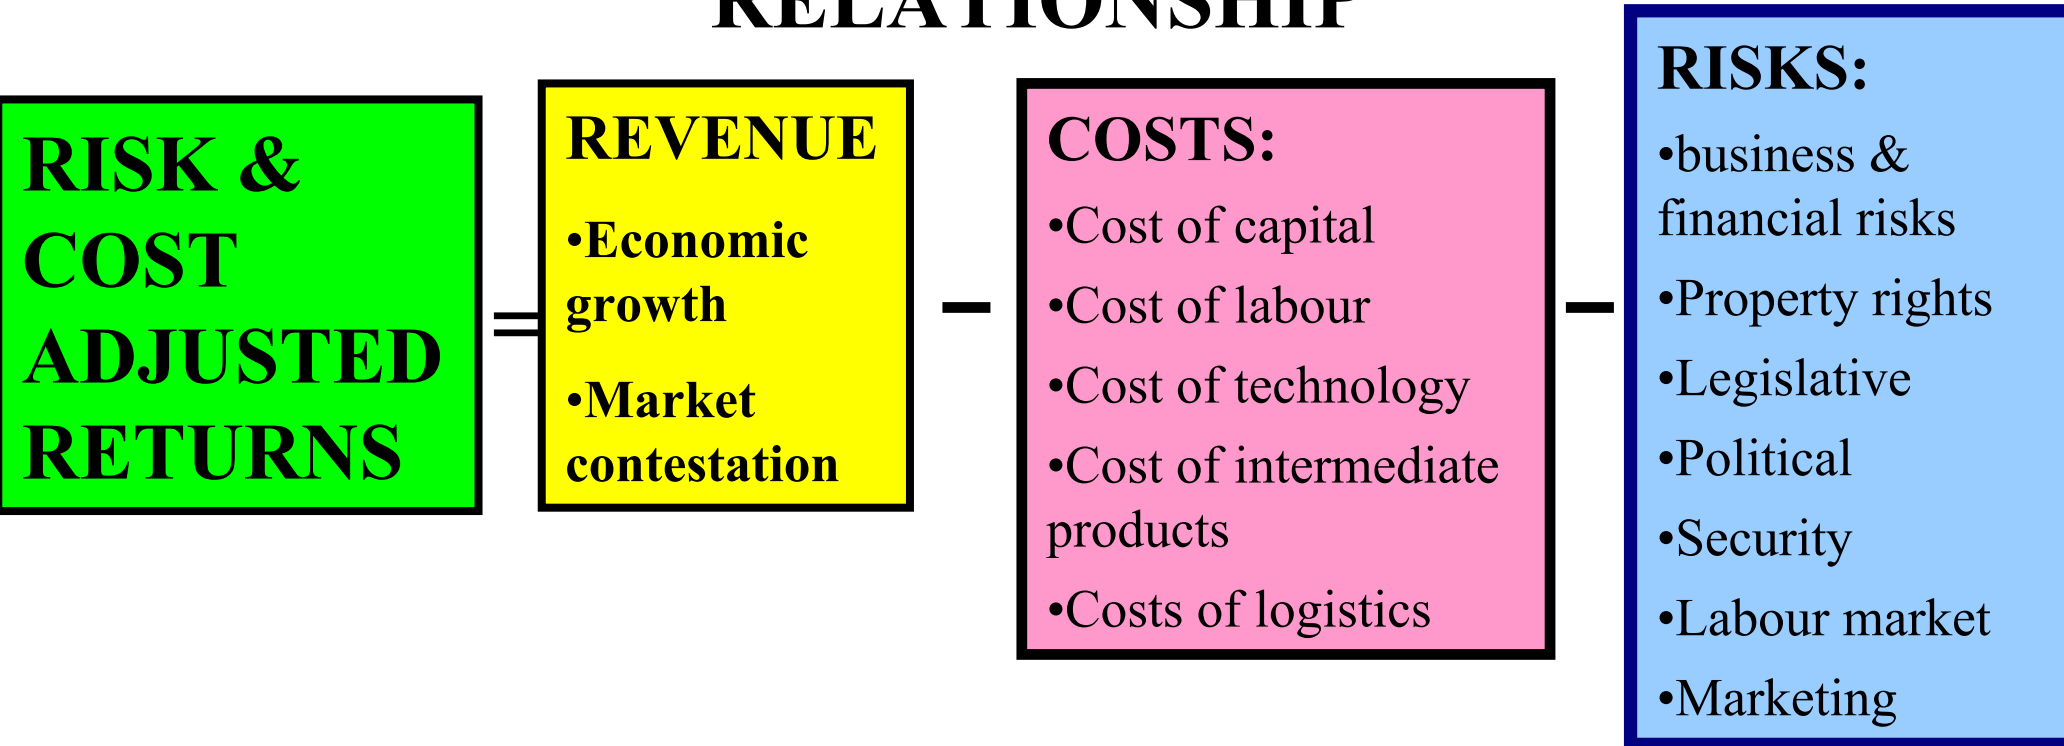 RELATIONSHIP
RISK &
COST
ADJUSTED
RETURNS
=
REVENUE
•Economic
growth
•Market
contestation
–
COSTS:
•Cost of capital
•Cost of labour
•Cost of technology
•Cost of intermediate
products
•Costs of logistics
–
RISKS:
•business &
financial risks
•Property rights
•Legislative
•Political
•Security
•Labour market
•Marketing